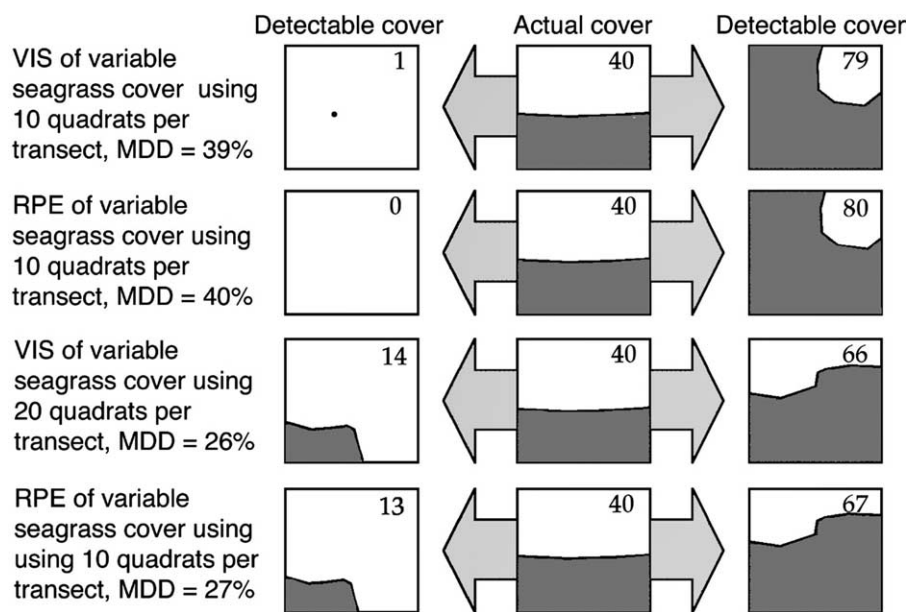 Detectable cover Actual cover Detectable cover
VIS of variable
seagrass cover using
10 quadrats per
transect, MDD = 39%
1 40 79
RPE of variable
seagrass cover using
10 quadrats per
transect, MDD = 40%
0 40 80
VIS of variable
seagrass cover using
20 quadrats per
transect, MDD = 26%
14 40 66
RPE of variable
seagrass cover using
using 10 quadrats per
transect, MDD = 27%
13 40 67